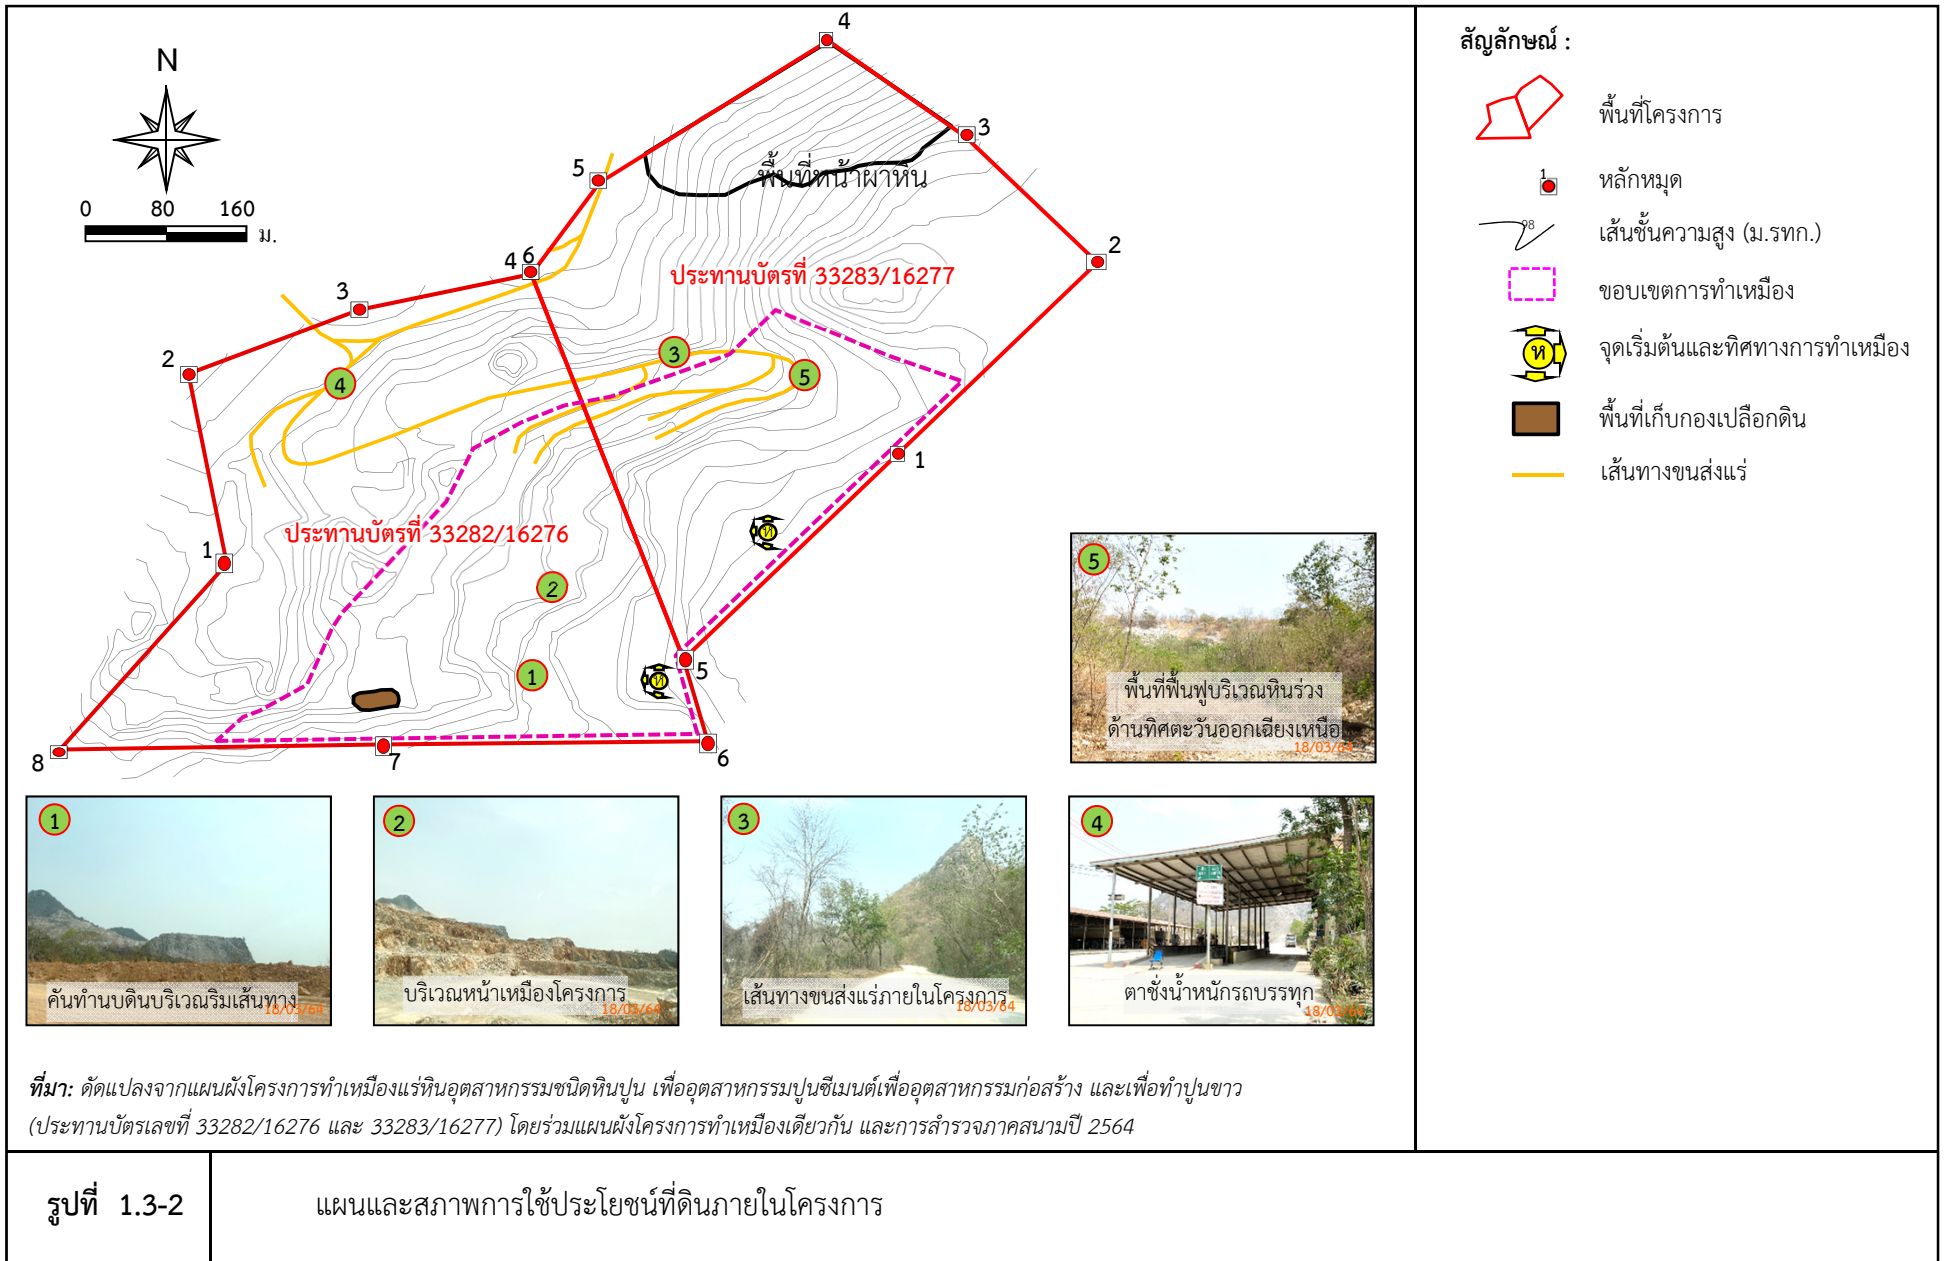 N
0 80 160
ม.
4
3
5
พื้นที่หน้าผาหิน
2
4 6
ประทานบัตรที่ 33283/16277
3
2
3
4
5
1
ประทานบัตรที่ 33282/16276
1
ห
2
5
ห
1
8
7
6
5
พื้นที่ฟื้นฟูบริเวณหินร่วง
ด้านทิศตะวันออกเฉียงเหนือ
18/03/64
1
คันทำนบดินบริเวณริมเส้นทาง
18/03/64
2
บริเวณหน้าเหมืองโครงการ
18/03/64
3
เส้นทางขนส่งแร่ภายในโครงการ
18/03/64
4
ตาชั่งน้ำหนักรถบรรทุก
18/03/64
ที่มา: ดัดแปลงจากแผนผังโครงการทำเหมืองแร่หินอุตสาหกรรมชนิดหินปูน เพื่ออุตสาหกรรมปูนซีเมนต์เพื่ออุตสาหกรรมก่อสร้าง และเพื่อทำปูนขาว
(ประทานบัตรเลขที่ 33282/16276 และ 33283/16277) โดยร่วมแผนผังโครงการทำเหมืองเดียวกัน และการสำรวจภาคสนามปี 2564
สัญลักษณ์ :
พื้นที่โครงการ
1
หลักหมุด
98
เส้นชั้นความสูง (ม.รทก.)
ขอบเขตการทำเหมือง
ห
จุดเริ่มต้นและทิศทางการทำเหมือง
พื้นที่เก็บกองเปลือกดิน
เส้นทางขนส่งแร่
รูปที่ 1.3-2
แผนและสภาพการใช้ประโยชน์ที่ดินภายในโครงการ